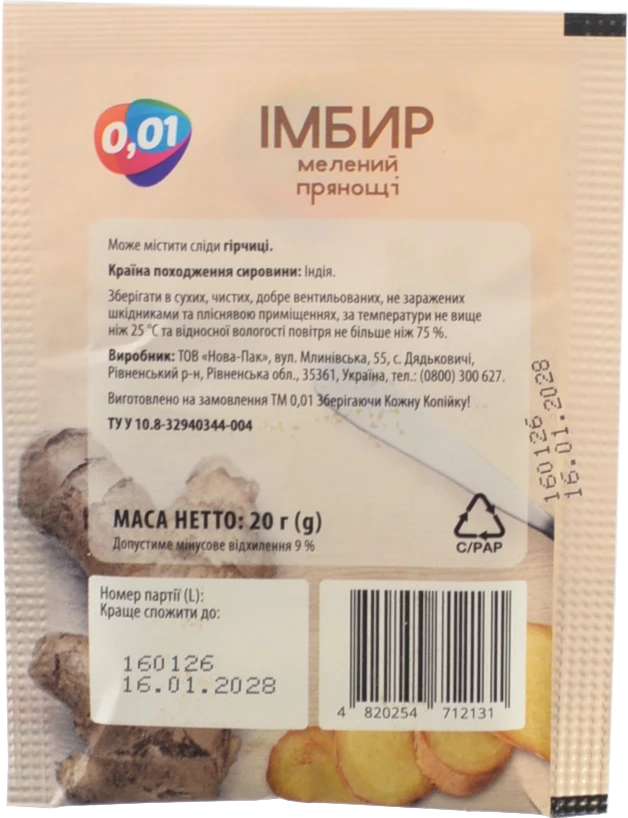 0,01
ІМБИР
мелений
прянощі
Може містити сліди гірчиці.
Країна походження сировини: Індія.
Зберігати в сухих, чистих, добре вентильованих, не заражених
шкідниками та пліснявою приміщеннях, за температури не вище
ніж 25 °С та відносної вологості повітря не більше ніж 75 %.
Виробник: ТОВ «Нова-Пак», вул. Млинівська, 55, с. Дядьковичі,
Рівненський р-н, Рівненська обл., 35361, Україна, тел.: (0800) 300 627.
Виготовлено на замовлення ТМ 0,01 Зберігаючи Кожну Копійку!
ТУ У 10.8-32940344-004
МАСА НЕТТО: 20 г (g)
Допустиме мінусове відхилення 9 %
C/PAP
160126
16.01.2028
Номер партії (L):
Краще спожити до:
160126
16.01.2028
4 820254 712131